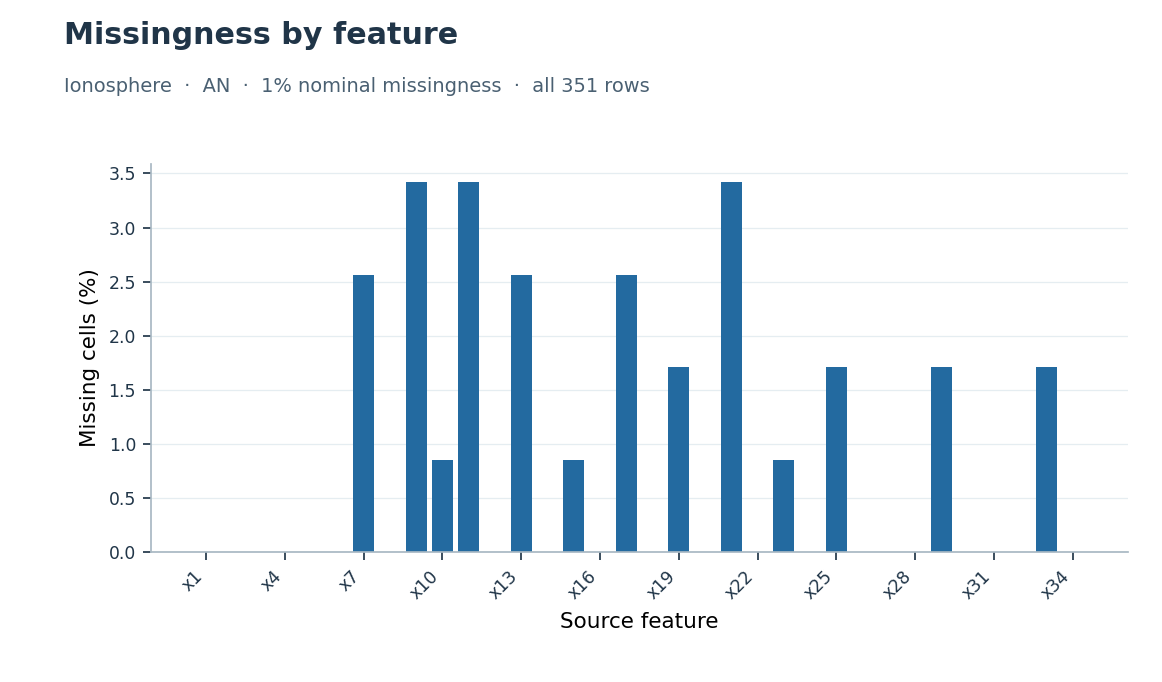 Missingness by feature
Ionosphere · AN · 1% nominal missingness · all 351 rows
3.5
3.0
2.5
2.0
1.5
1.0
0.5
0.0
Missing cells (%)
x1 x4 x7 x10 x13 x16 x19 x22 x25 x28 x31 x34
Source feature